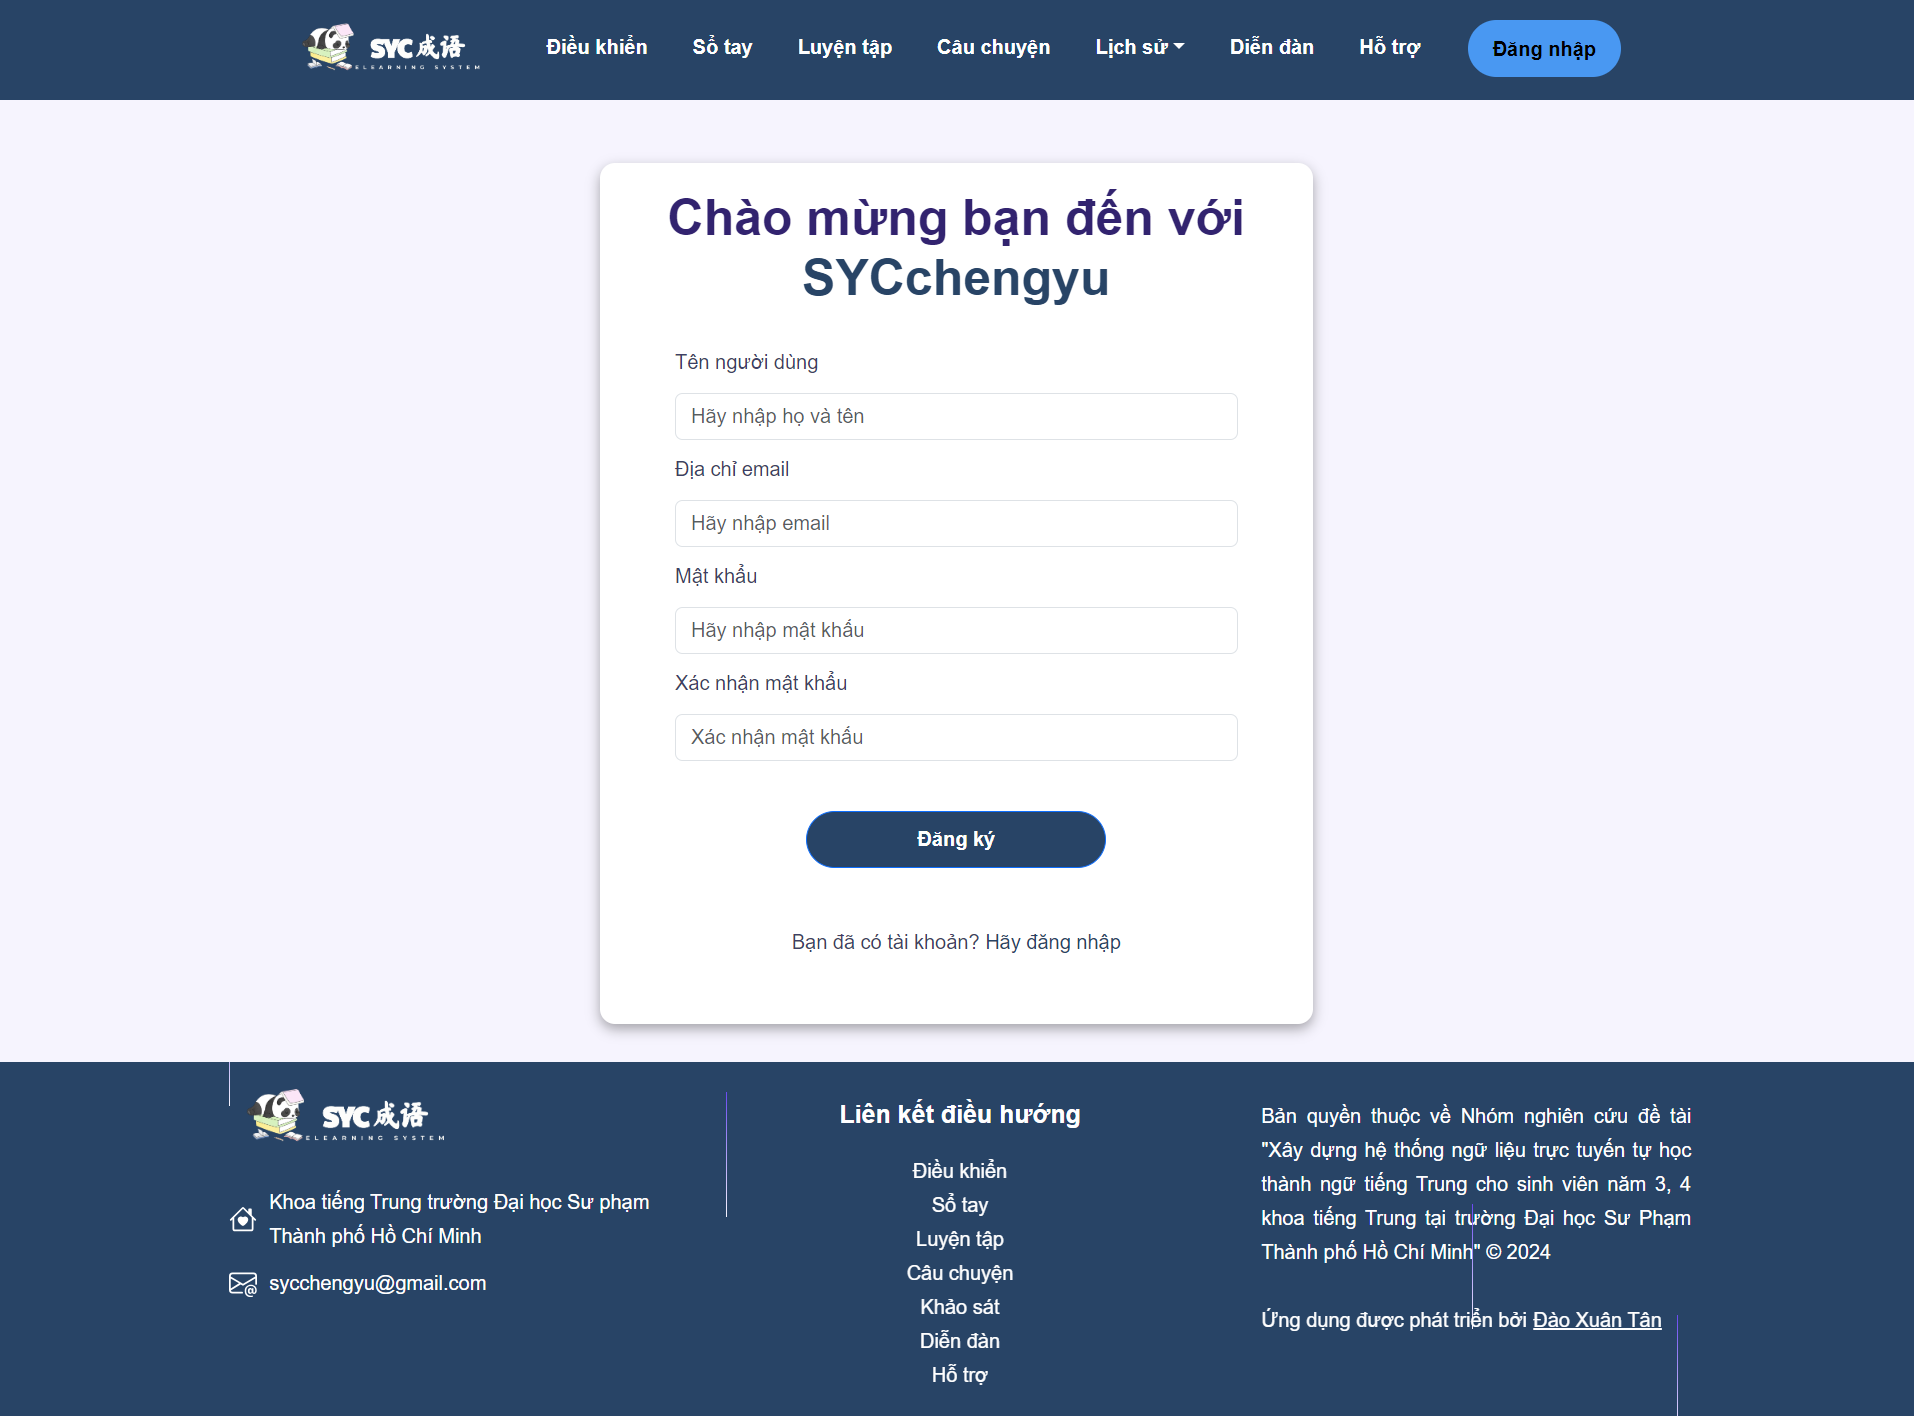 SYC成语
ELEARNING SYSTEM
Điều khiển
Sổ tay
Luyện tập
Câu chuyện
Lịch sử
Diễn đàn
Hỗ trợ
Đăng nhập
Chào mừng bạn đến với
SYCchengyu
Tên người dùng
Hãy nhập họ và tên
Địa chỉ email
Hãy nhập email
Mật khẩu
Hãy nhập mật khẩu
Xác nhận mật khẩu
Xác nhận mật khẩu
Đăng ký
Bạn đã có tài khoản? Hãy đăng nhập
SYC成语
ELEARNING SYSTEM
Khoa tiếng Trung trường Đại học Sư phạm
Thành phố Hồ Chí Minh
sycchengyu@gmail.com
Liên kết điều hướng
Điều khiển
Sổ tay
Luyện tập
Câu chuyện
Khảo sát
Diễn đàn
Hỗ trợ
Bản quyền thuộc về Nhóm nghiên cứu đề tài
"Xây dựng hệ thống ngữ liệu trực tuyến tự học
thành ngữ tiếng Trung cho sinh viên năm 3, 4
khoa tiếng Trung tại trường Đại học Sư Phạm
Thành phố Hồ Chí Minh" © 2024
Ứng dụng được phát triển bởi Đào Xuân Tân